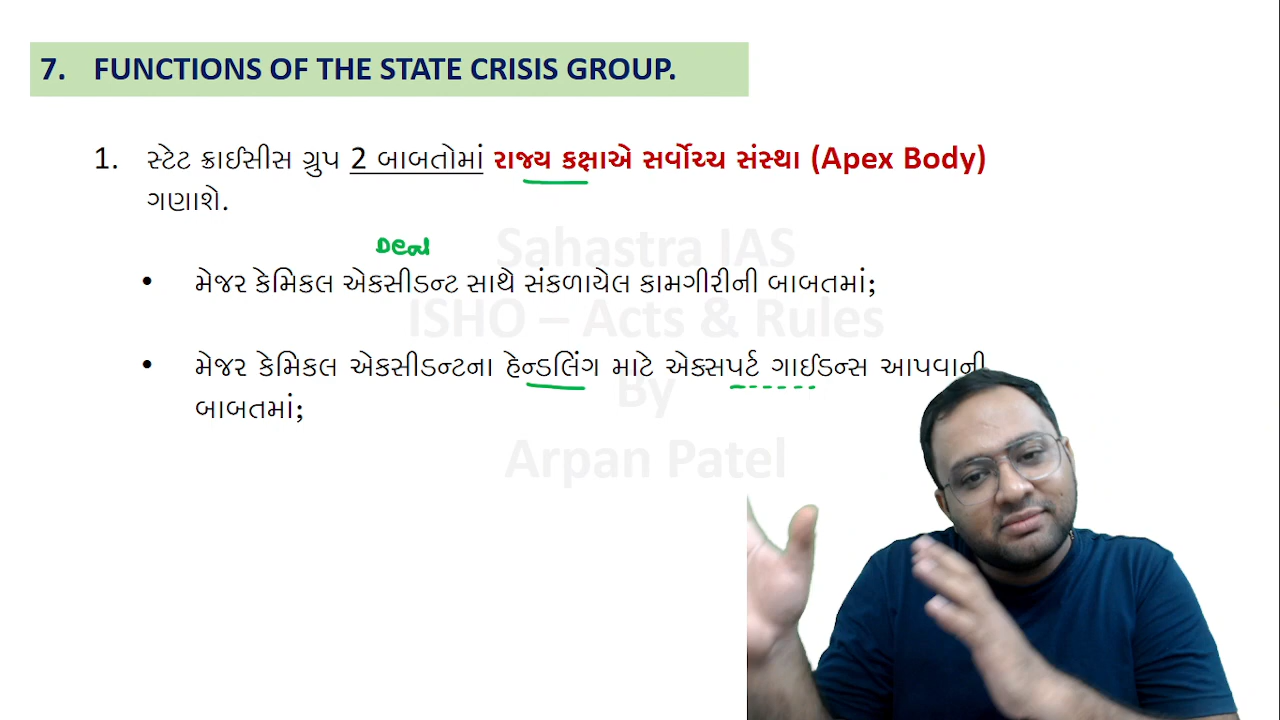 7. FUNCTIONS OF THE STATE CRISIS GROUP.
1. સ્ટેટ ક્રાઈસીસ ગ્રુપ 2 બાબતોમાં રાજ્ય કક્ષાએ સર્વોચ્ચ સંસ્થા (Apex Body)
ગણાશે.
Sahastra IAS
• મેજર કેમિકલ એકસીડન્ટ સાથે સંકળાયેલ કામગીરીની બાબતમાં;
ISHO – Acts & Rules
• મેજર કેમિકલ એકસીડન્ટના હેન્ડલિંગ માટે એક્સપર્ટ ગાઈડન્સ આપવાની
By
બાબતમાં;
Arpan Patel